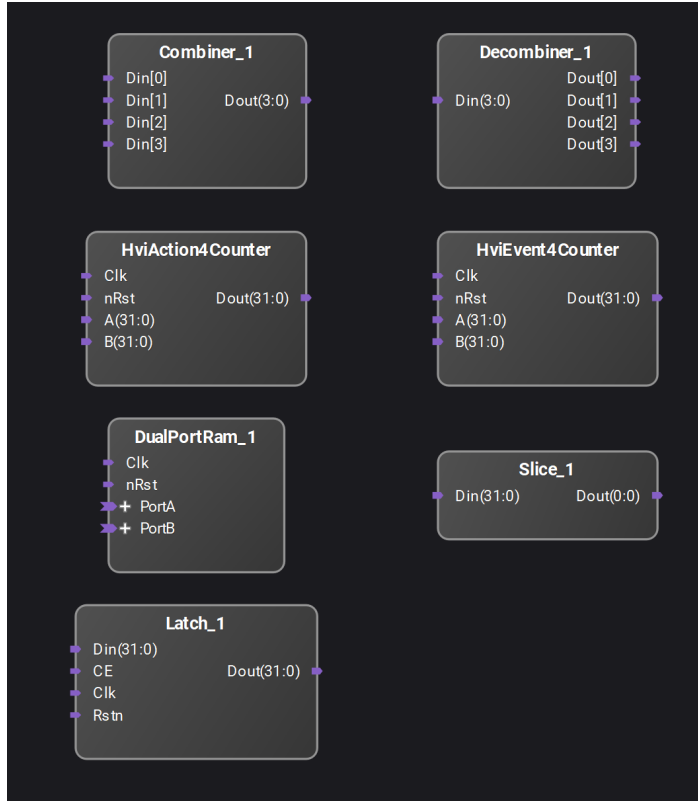 Combiner_1
Din[0]
Din[1] Dout(3:0)
Din[2]
Din[3]
Decombiner_1
Dout[0]
Din(3:0) Dout[1]
Dout[2]
Dout[3]
HviAction4Counter
Clk
nRst Dout(31:0)
A(31:0)
B(31:0)
HviEvent4Counter
Clk
nRst Dout(31:0)
A(31:0)
B(31:0)
DualPortRam_1
Clk
nRst
+ PortA
+ PortB
Slice_1
Din(31:0) Dout(0:0)
Latch_1
Din(31:0)
CE Dout(31:0)
Clk
Rstn